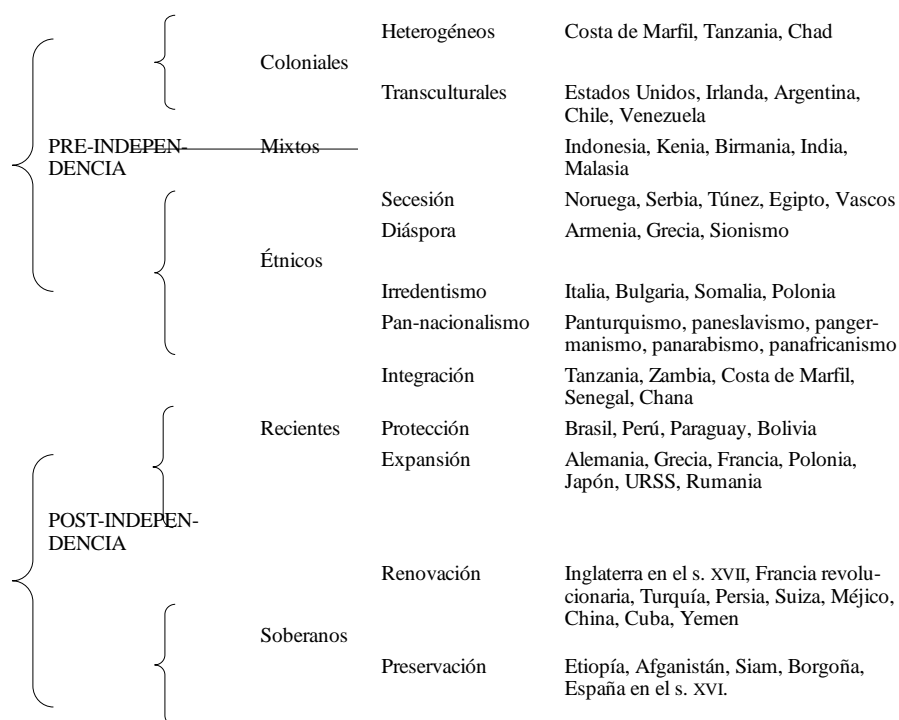 Heterogéneos Costa de Marfil, Tanzania, Chad
Coloniales
Transculturales Estados Unidos, Irlanda, Argentina,
Chile, Venezuela
PRE-INDEPEN- Mixtos Indonesia, Kenia, Birmania, India,
DENCIA Malasia
Secesión Noruega, Serbia, Túnez, Egipto, Vascos
Diáspora Armenia, Grecia, Sionismo
Étnicos
Irredentismo Italia, Bulgaria, Somalia, Polonia
Pan-nacionalismo Panturquismo, paneslavismo, panger-
manismo, panarabismo, panafricanismo
Integración Tanzania, Zambia, Costa de Marfil,
Senegal, Chana
Recientes Protección Brasil, Perú, Paraguay, Bolivia
Expansión Alemania, Grecia, Francia, Polonia,
Japón, URSS, Rumania
POST-INDEPEN-
DENCIA
Renovación Inglaterra en el s. XVII, Francia revolu-
cionaria, Turquía, Persia, Suiza, Méjico,
China, Cuba, Yemen
Soberanos
Preservación Etiopía, Afganistán, Siam, Borgoña,
España en el s. XVI.